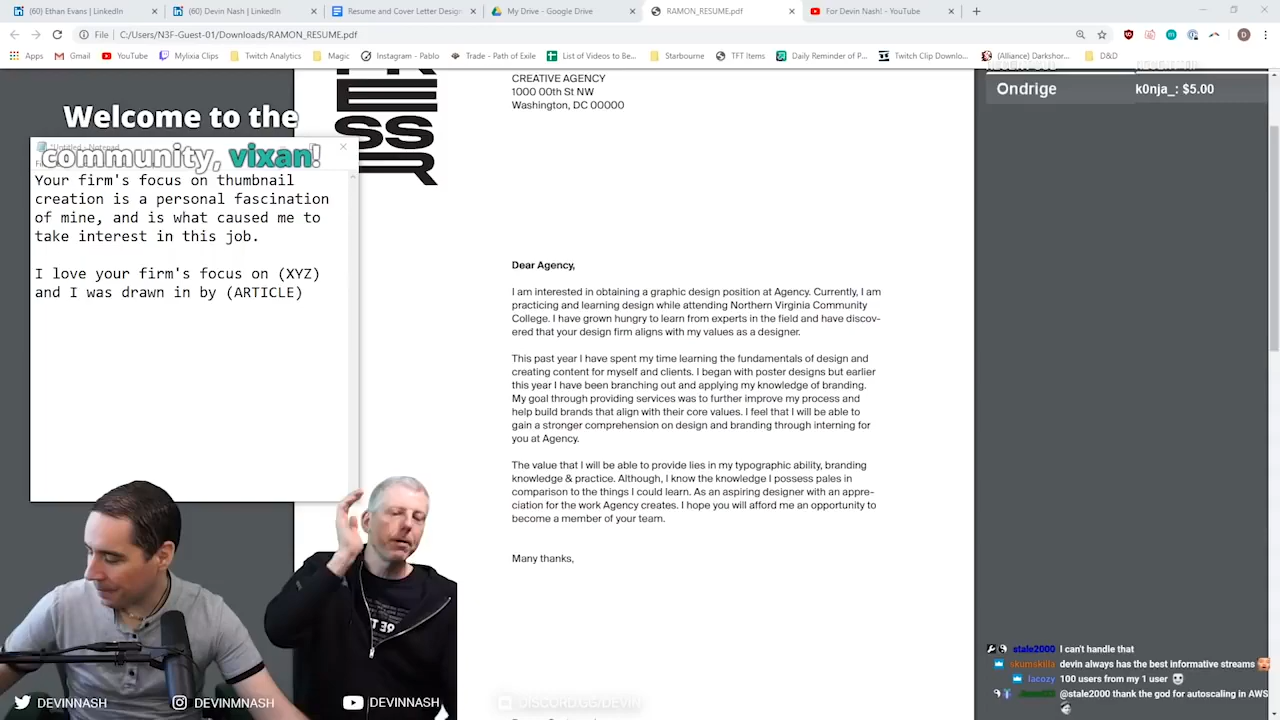 (60) Ethan Evans | LinkedIn
(60) Devin Nash | LinkedIn
Resume and Cover Letter Design
My Drive - Google Drive
RAMON_RESUME.pdf
For Devin Nash! - YouTube
File | C:/Users/N3F-Guest-01/Downloads/RAMON_RESUME.pdf
Apps
Gmail
YouTube
Mylixia Clips
Twitch Analytics
Magic
Instagram - Pablo
Trade - Path of Exile
List of Videos to Be...
Starbourne
TFT Items
Daily Reminder of P...
Twitch Clip Downlo...
(Alliance) Darkshor...
D&D
Ondrige
k0nja_: $5.00
Welcome to the
community, vixan!
Untitled - Notepad
Your firm's focus on thumbnail
creation is a personal fascination
of mine, and is what caused me to
take interest in this job.
I love your firm's focus on (XYZ)
and I was drawn in by (ARTICLE)
E
SS
R
CREATIVE AGENCY
1000 00th St NW
Washington, DC 00000
Dear Agency,
I am interested in obtaining a graphic design position at Agency. Currently, I am
practicing and learning design while attending Northern Virginia Community
College. I have grown hungry to learn from experts in the field and have discov-
ered that your design firm aligns with my values as a designer.
This past year I have spent my time learning the fundamentals of design and
creating content for myself and clients. I began with poster designs but earlier
this year I have been branching out and applying my knowledge of branding.
My goal through providing services was to further improve my process and
help build brands that align with their core values. I feel that I will be able to
gain a stronger comprehension on design and branding through interning for
you at Agency.
The value that I will be able to provide lies in my typographic ability, branding
knowledge & practice. Although, I know the knowledge I possess pales in
comparison to the things I could learn. As an aspiring designer with an appre-
ciation for the work Agency creates. I hope you will afford me an opportunity to
become a member of your team.
Many thanks,
stale2000 I can't handle that
skumskilla devin always has the best informative streams
lacozy 100 users from my 1 user
@stale2000 thank the god for autoscaling in AWS
DEVINNASH
DEVINMNASH
DEVINNASH
DISCORD.GG/DEVIN